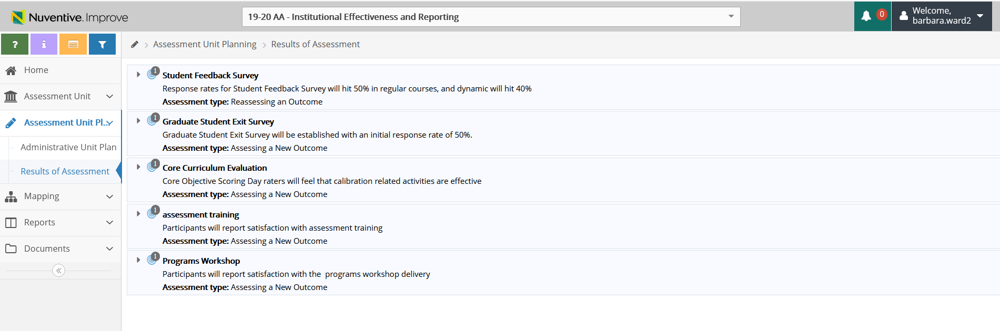 Nuventive Improve
19-20 AA - Institutional Effectiveness and Reporting
0
Welcome,
barbara.ward2
?
i
Assessment Unit Planning > Results of Assessment
Home
Assessment Unit
Assessment Unit Pl...
Administrative Unit Plan
Results of Assessment
Mapping
Reports
Documents
1
Student Feedback Survey
Response rates for Student Feedback Survey will hit 50% in regular courses, and dynamic will hit 40%
Assessment type: Reassessing an Outcome
1
Graduate Student Exit Survey
Graduate Student Exit Survey will be established with an initial response rate of 50%.
Assessment type: Assessing a New Outcome
1
Core Curriculum Evaluation
Core Objective Scoring Day raters will feel that calibration related activities are effective
Assessment type: Assessing a New Outcome
1
assessment training
Participants will report satisfaction with assessment training
Assessment type: Assessing a New Outcome
1
Programs Workshop
Participants will report satisfaction with the  programs workshop delivery
Assessment type: Assessing a New Outcome